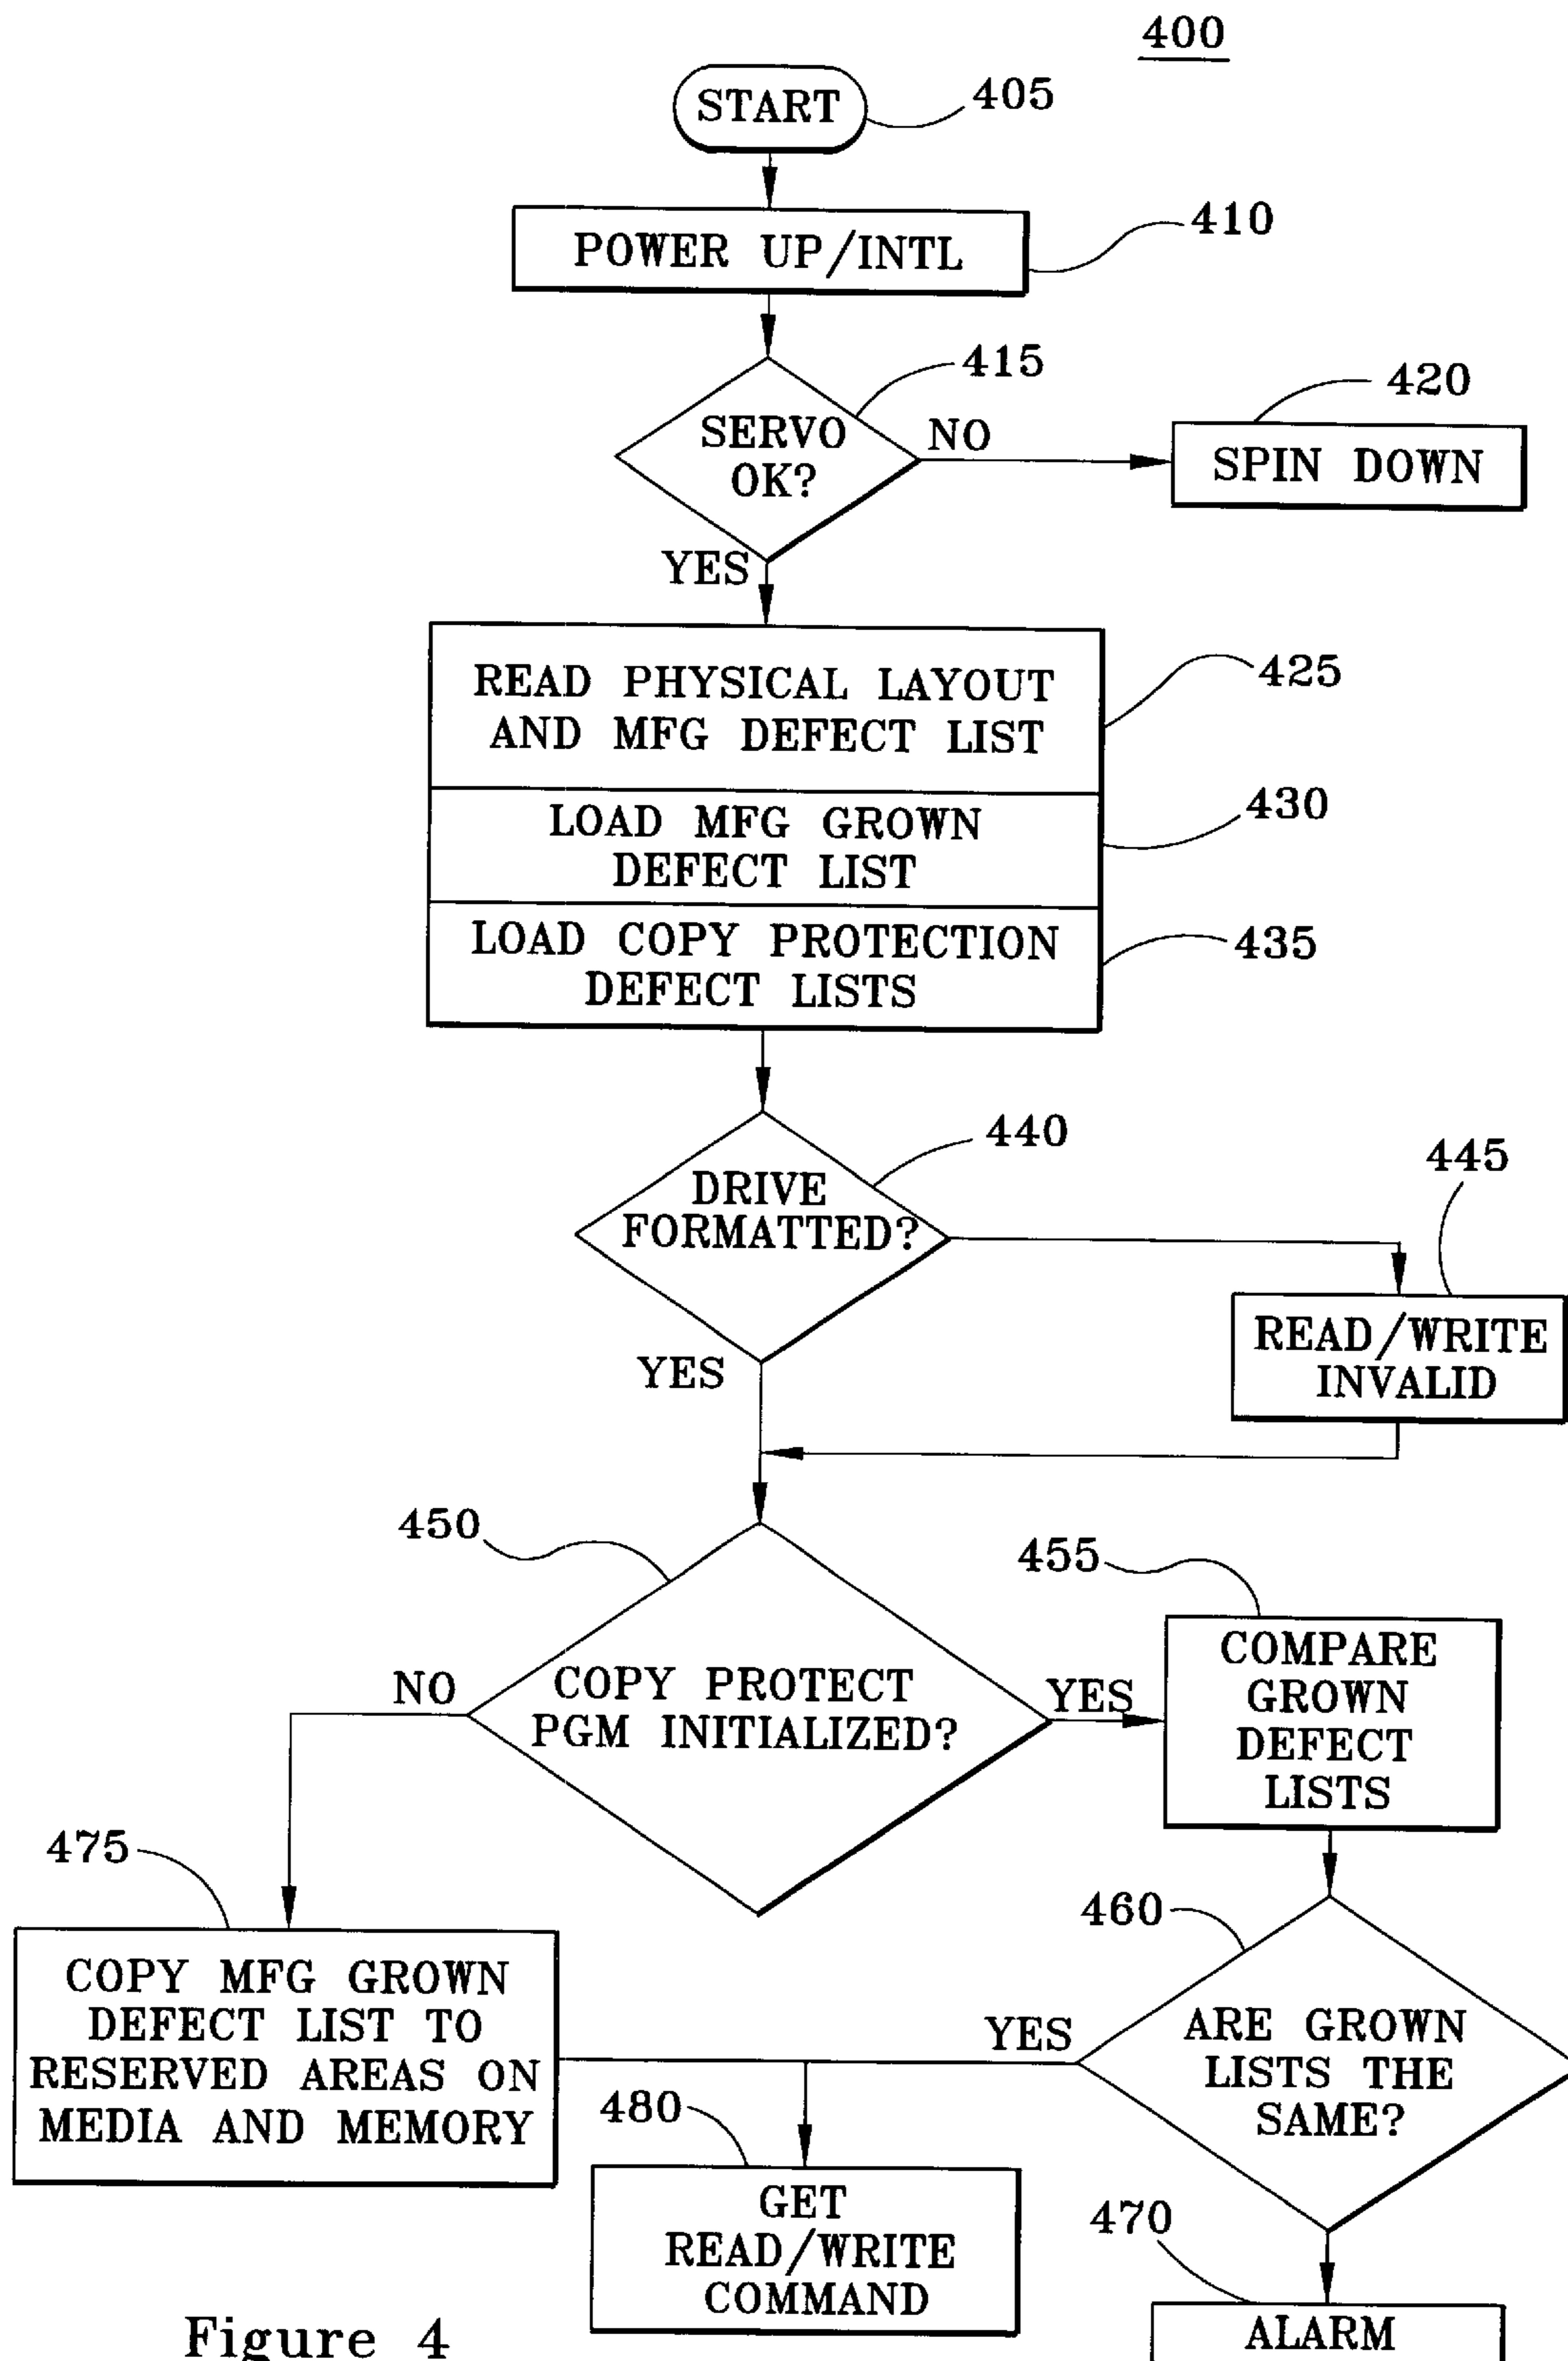 400
START
405
POWER UP/INTL
410
SERVO
OK?
415
NO
420
SPIN DOWN
YES
READ PHYSICAL LAYOUT
AND MFG DEFECT LIST
425
LOAD MFG GROWN
DEFECT LIST
430
LOAD COPY PROTECTION
DEFECT LISTS
435
DRIVE
FORMATTED?
440
445
READ/WRITE
INVALID
YES
450
COPY PROTECT
PGM INITIALIZED?
NO
YES
455
COMPARE
GROWN
DEFECT
LISTS
475
COPY MFG GROWN
DEFECT LIST TO
RESERVED AREAS ON
MEDIA AND MEMORY
460
ARE GROWN
LISTS THE
SAME?
YES
480
GET
READ/WRITE
COMMAND
470
ALARM
Figure 4